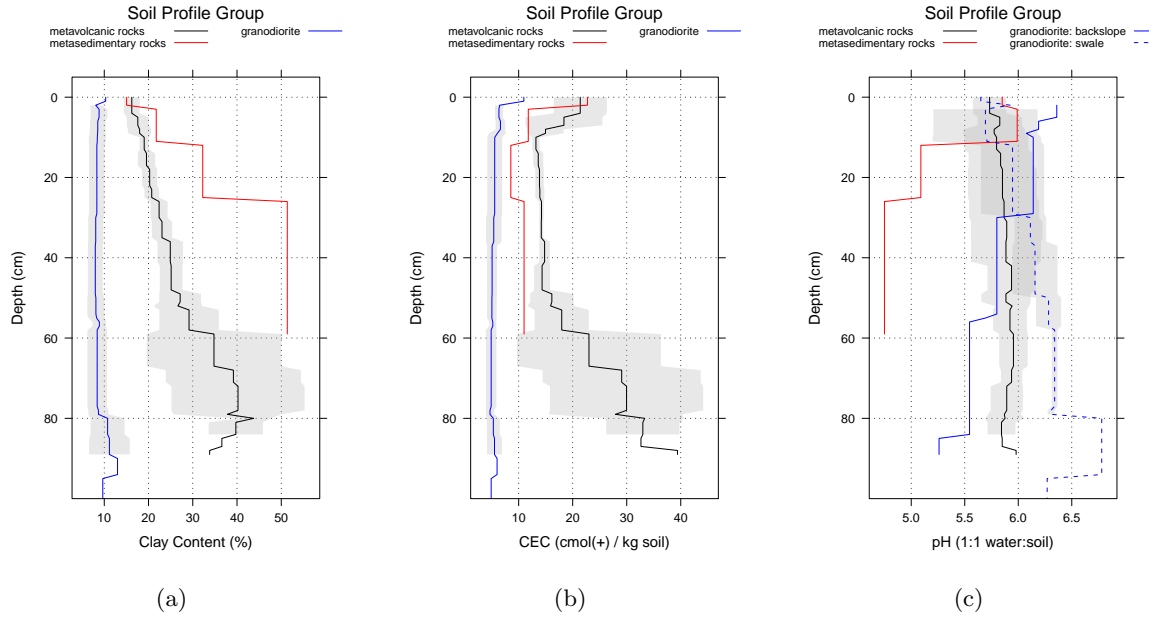 Soil Profile Group
metavolcanic rocks granodiorite
metasedimentary rocks
Depth (cm)
0
20
40
60
80
10 20 30 40 50
Clay Content (%)
(a)
Soil Profile Group
metavolcanic rocks granodiorite
metasedimentary rocks
Depth (cm)
0
20
40
60
80
10 20 30 40
CEC (cmol(+) / kg soil)
(b)
Soil Profile Group
metavolcanic rocks granodiorite: backslope
metasedimentary rocks granodiorite: swale
Depth (cm)
0
20
40
60
80
5.0 5.5 6.0 6.5
pH (1:1 water:soil)
(c)